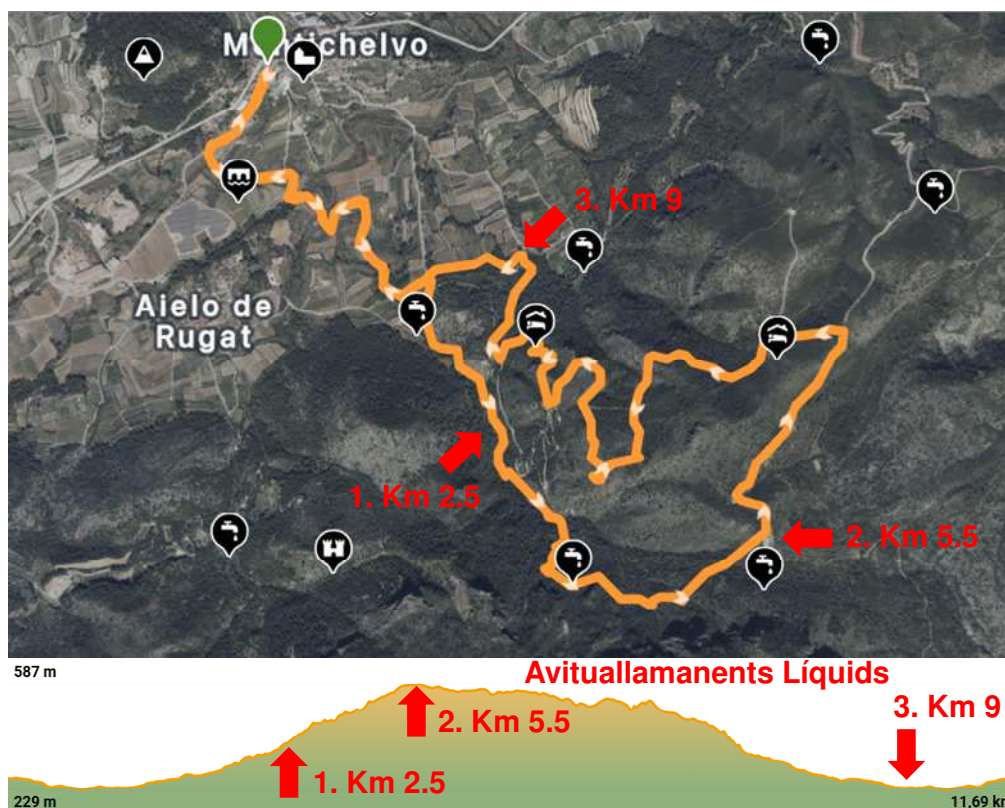 Montichelvo
3. Km 9
Aielo de
Rugat
1. Km 2.5
2. Km 5.5
587 m
Avituallamanents Líquids
3. Km 9
2. Km 5.5
1. Km 2.5
229 m
11,69 km